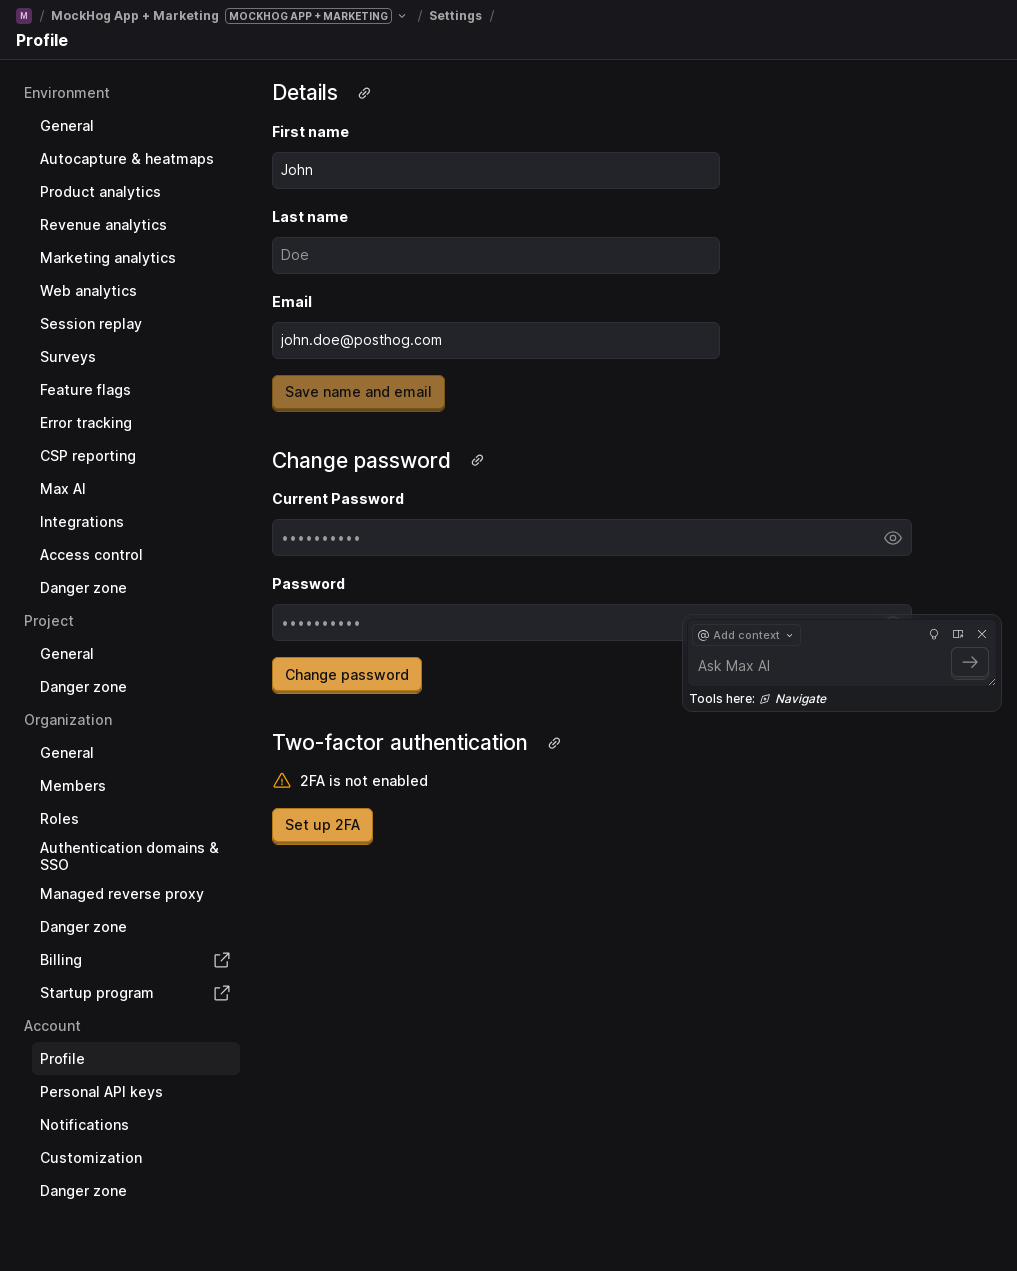 M / MockHog App + Marketing MOCKHOG APP + MARKETING / Settings /
Profile
Environment
General
Autocapture & heatmaps
Product analytics
Revenue analytics
Marketing analytics
Web analytics
Session replay
Surveys
Feature flags
Error tracking
CSP reporting
Max AI
Integrations
Access control
Danger zone
Project
General
Danger zone
Organization
General
Members
Roles
Authentication domains &
SSO
Managed reverse proxy
Danger zone
Billing
Startup program
Account
Profile
Personal API keys
Notifications
Customization
Danger zone
Details
First name
John
Last name
Doe
Email
john.doe@posthog.com
Save name and email
Change password
Current Password
••••••••••
Password
••••••••••
Change password
Two-factor authentication
2FA is not enabled
Set up 2FA
@ Add context
Ask Max AI
Tools here: Navigate